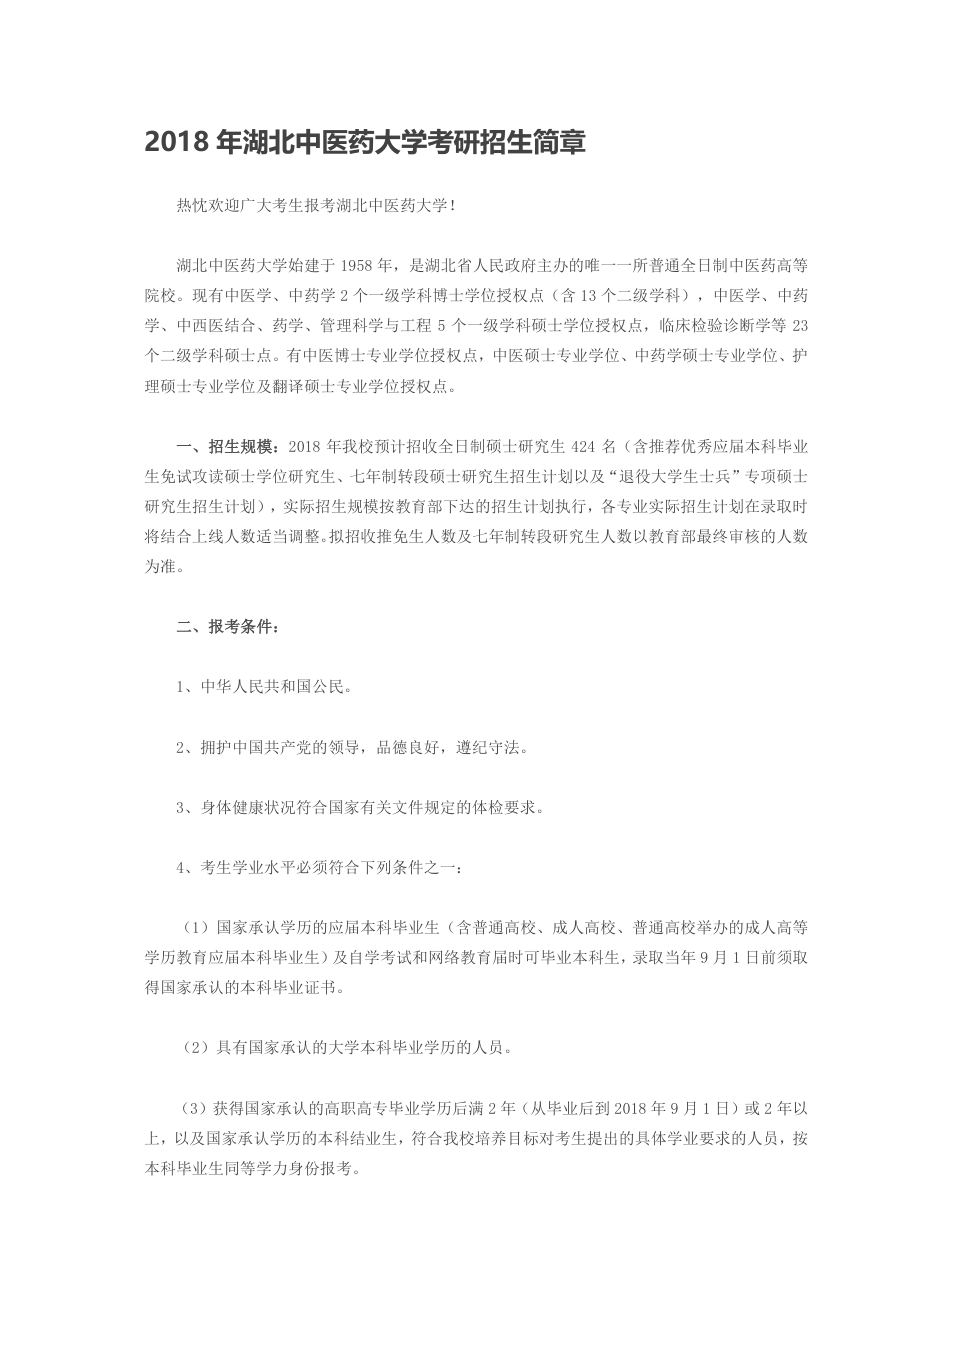 2018 年湖北中医药大学考研招生简章
热忱欢迎广大考生报考湖北中医药大学！
湖北中医药大学始建于 1958 年，是湖北省人民政府主办的唯一一所普通全日制中医药高等
院校。现有中医学、中药学 2 个一级学科博士学位授权点（含 13 个二级学科），中医学、中药
学、中西医结合、药学、管理科学与工程 5 个一级学科硕士学位授权点，临床检验诊断学等 23
个二级学科硕士点。有中医博士专业学位授权点，中医硕士专业学位、中药学硕士专业学位、护
理硕士专业学位及翻译硕士专业学位授权点。
一、招生规模：2018 年我校预计招收全日制硕士研究生 424 名（含推荐优秀应届本科毕业
生免试攻读硕士学位研究生、七年制转段硕士研究生招生计划以及“退役大学生士兵”专项硕士
研究生招生计划），实际招生规模按教育部下达的招生计划执行，各专业实际招生计划在录取时
将结合上线人数适当调整。拟招收推免生人数及七年制转段研究生人数以教育部最终审核的人数
为准。
二、报考条件：
1、中华人民共和国公民。
2、拥护中国共产党的领导，品德良好，遵纪守法。
3、身体健康状况符合国家有关文件规定的体检要求。
4、考生学业水平必须符合下列条件之一：
（1）国家承认学历的应届本科毕业生（含普通高校、成人高校、普通高校举办的成人高等
学历教育应届本科毕业生）及自学考试和网络教育届时可毕业本科生，录取当年 9 月 1 日前须取
得国家承认的本科毕业证书。
（2）具有国家承认的大学本科毕业学历的人员。
（3）获得国家承认的高职高专毕业学历后满 2 年（从毕业后到 2018 年 9 月 1 日）或 2 年以
上，以及国家承认学历的本科结业生，符合我校培养目标对考生提出的具体学业要求的人员，按
本科毕业生同等学力身份报考。